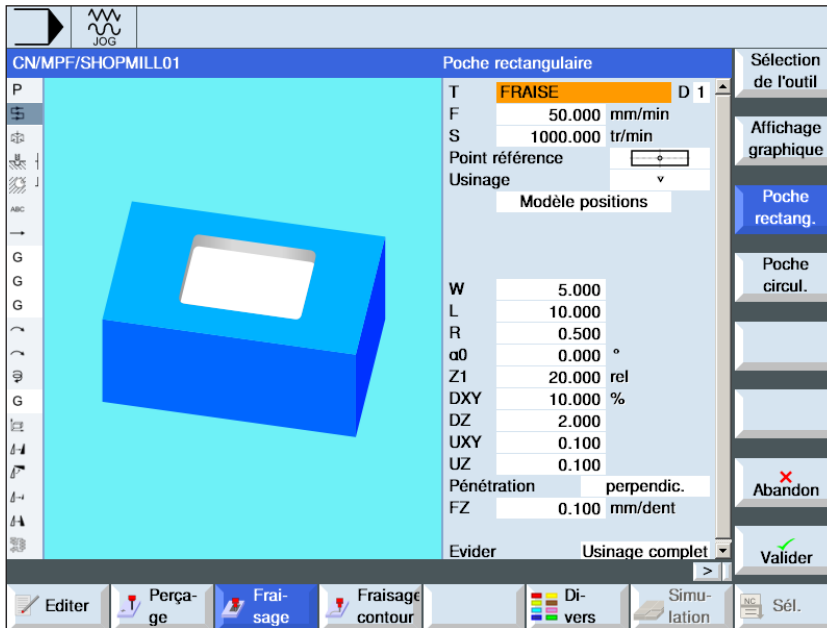 JOG
CN/MPF/SHOPMILL01
Poche rectangulaire
P
ABC
G
G
G
G
T FRAISE D 1
F 50.000 mm/min
S 1000.000 tr/min
Point référence
Usinage v
Modèle positions
W 5.000
L 10.000
R 0.500
α0 0.000 °
Z1 20.000 rel
DXY 10.000 %
DZ 2.000
UXY 0.100
UZ 0.100
Pénétration perpendic.
FZ 0.100 mm/dent
Evider Usinage complet
>
Sélection
de l'outil
Affichage
graphique
Poche
rectang.
Poche
circul.
Abandon
Valider
Editer
Perça-
ge
Frai-
sage
Fraisage
contour
Di-
vers
Simu-
lation
NC
Sél.